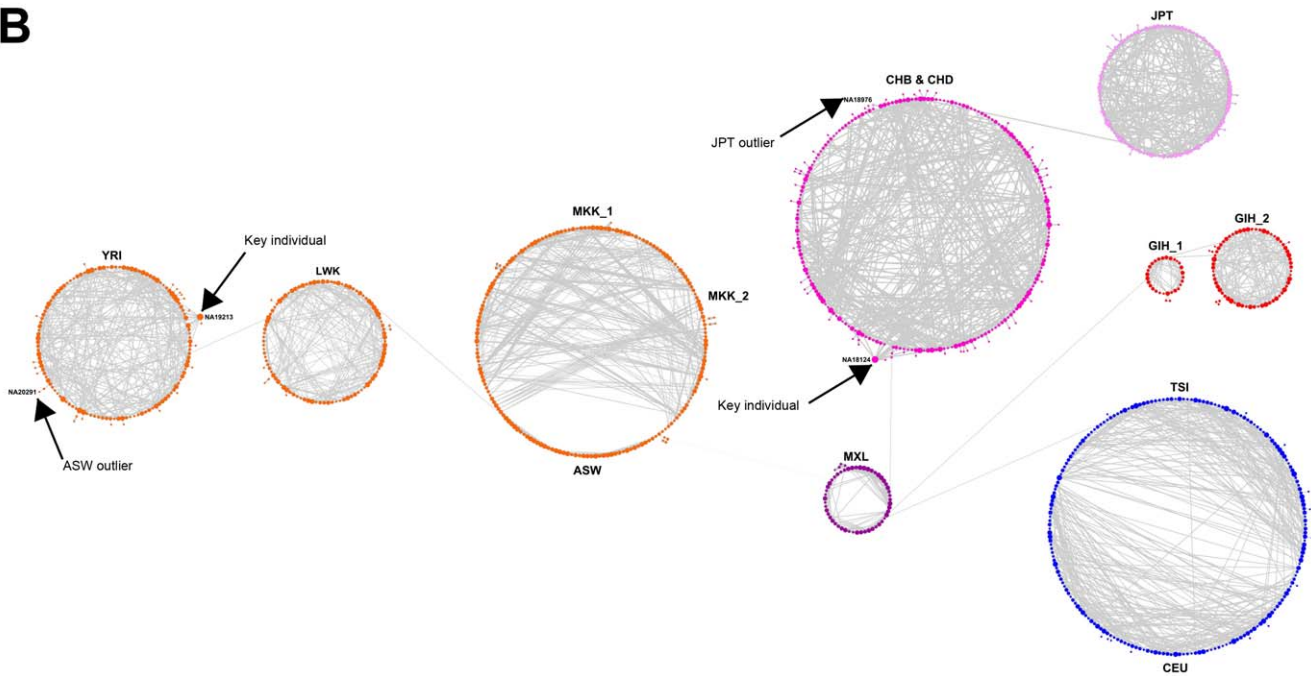 B
JPT
CHB & CHD
NA18976
JPT outlier
MKK_1
GIH_2
Key individual
GIH_1
YRI
LWK
MKK_2
NA19213
NA18124
NA20291
Key individual
TSI
ASW outlier
ASW
MXL
CEU